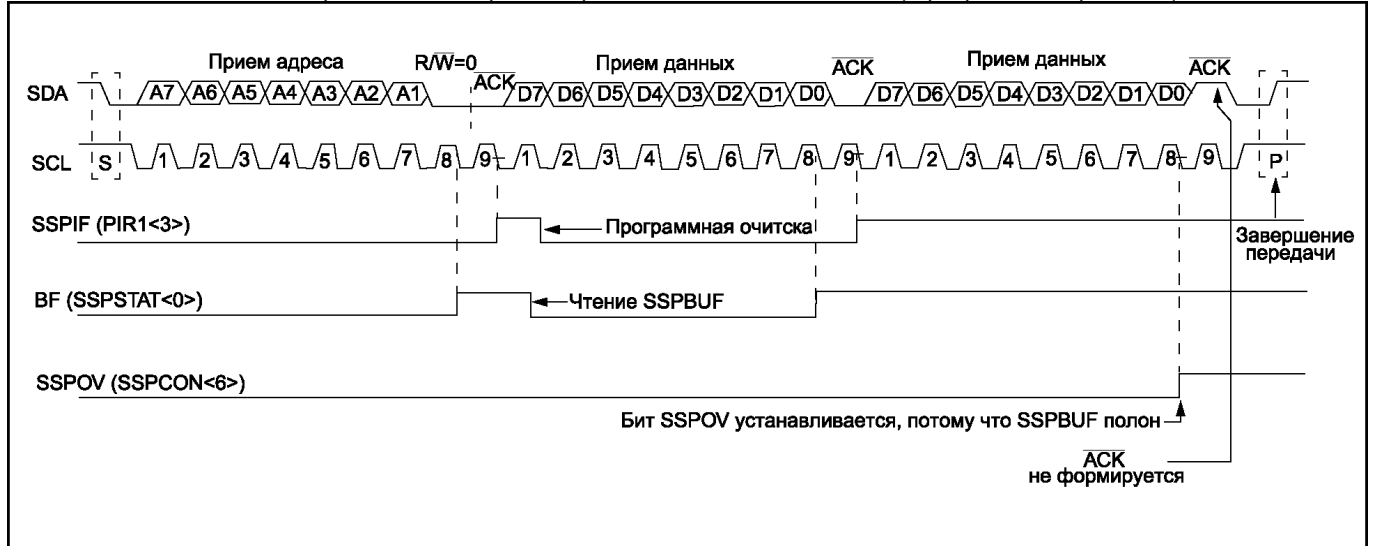 Прием адреса R/W=0 ACK Прием данных ACK Прием данных ACK
SDA A7 A6 A5 A4 A3 A2 A1 D7 D6 D5 D4 D3 D2 D1 D0 D7 D6 D5 D4 D3 D2 D1 D0
SCL S 1 2 3 4 5 6 7 8 9 1 2 3 4 5 6 7 8 9 1 2 3 4 5 6 7 8 9 P
SSPIF (PIR1<3>)
Программная очитска
Завершение
передачи
BF (SSPSTAT<0>)
Чтение SSPBUF
SSPOV (SSPCON<6>)
Бит SSPOV устанавливается, потому что SSPBUF полон
ACK
не формируется